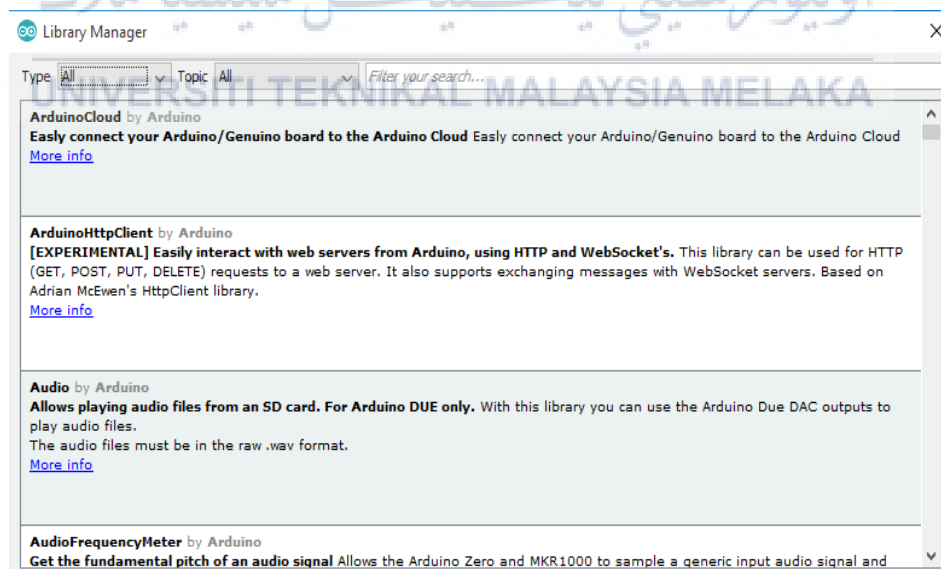 Library Manager
Type All Topic All Filter your search...
UNIVERSITI TEKNIKAL MALAYSIA MELAKA
ArduinoCloud by Arduino
Easly connect your Arduino/Genuino board to the Arduino Cloud Easly connect your Arduino/Genuino board to the Arduino Cloud
More info
ArduinoHttpClient by Arduino
[EXPERIMENTAL] Easily interact with web servers from Arduino, using HTTP and WebSocket's. This library can be used for HTTP
(GET, POST, PUT, DELETE) requests to a web server. It also supports exchanging messages with WebSocket servers. Based on
Adrian McEwen's HttpClient library.
More info
Audio by Arduino
Allows playing audio files from an SD card. For Arduino DUE only. With this library you can use the Arduino Due DAC outputs to
play audio files.
The audio files must be in the raw .wav format.
More info
AudioFrequencyMeter by Arduino
Get the fundamental pitch of an audio signal Allows the Arduino Zero and MKR1000 to sample a generic input audio signal and